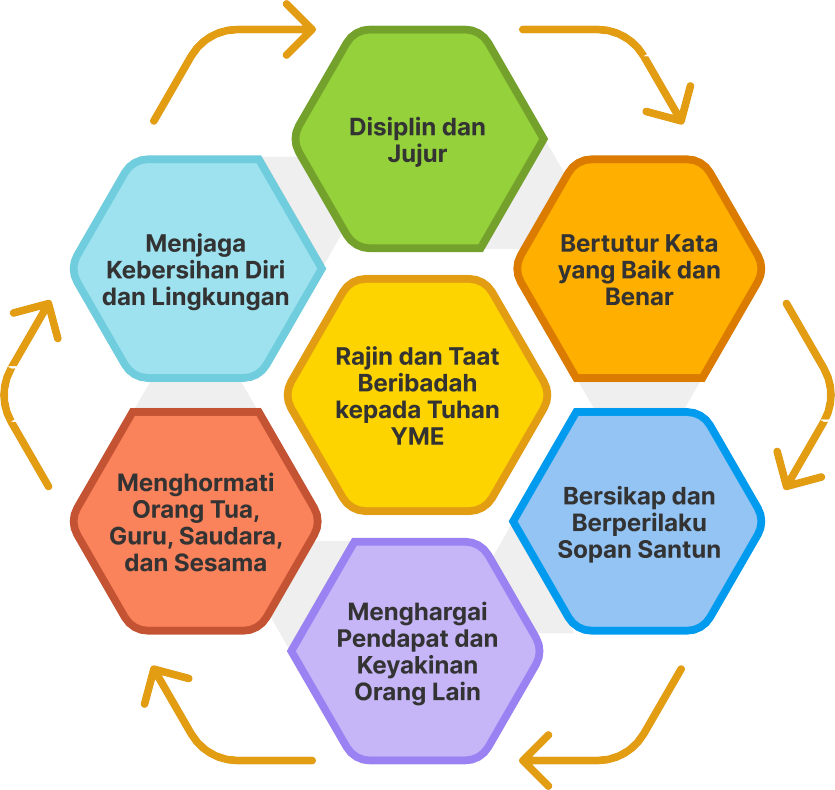 Disiplin dan
Jujur
Bertutur Kata
yang Baik dan
Benar
Bersikap dan
Berperilaku
Sopan Santun
Menghargai
Pendapat dan
Keyakinan
Orang Lain
Menghormati
Orang Tua,
Guru, Saudara,
dan Sesama
Menjaga
Kebersihan Diri
dan Lingkungan
Rajin dan Taat
Beribadah
kepada Tuhan
YME